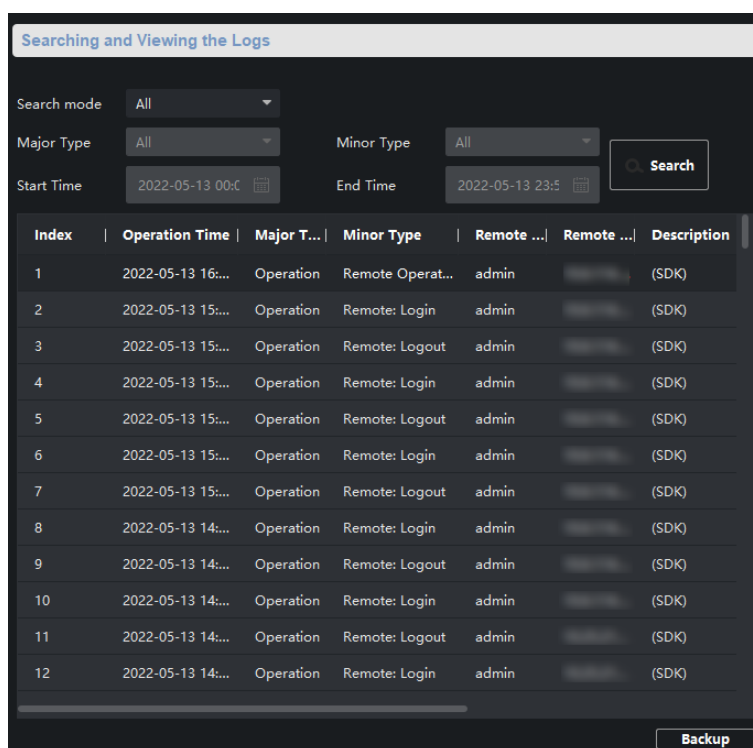 Searching and Viewing the Logs
Search mode All
Major Type All Minor Type All
Search
Start Time 2022-05-13 00:0 End Time 2022-05-13 23:5
Index Operation Time Major T... Minor Type Remote ... Remote ... Description
1 2022-05-13 16:... Operation Remote Operat... admin (SDK)
2 2022-05-13 15:... Operation Remote: Login admin (SDK)
3 2022-05-13 15:... Operation Remote: Logout admin (SDK)
4 2022-05-13 15:... Operation Remote: Login admin (SDK)
5 2022-05-13 15:... Operation Remote: Logout admin (SDK)
6 2022-05-13 15:... Operation Remote: Login admin (SDK)
7 2022-05-13 15:... Operation Remote: Logout admin (SDK)
8 2022-05-13 14:... Operation Remote: Login admin (SDK)
9 2022-05-13 14:... Operation Remote: Logout admin (SDK)
10 2022-05-13 14:... Operation Remote: Login admin (SDK)
11 2022-05-13 14:... Operation Remote: Logout admin (SDK)
12 2022-05-13 14:... Operation Remote: Login admin (SDK)
Backup